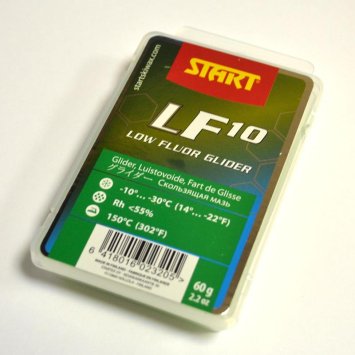 startskiwax.com
START
LF10
LOW FLUOR GLIDER
Glider, Luistovoide, Fart de Glisse
グライダー Скользящая мазь
-10°... -30°C (14°... -22°F)
Rh <55%
150°C (302°F)
6 418016 023205 >
60 g
2.2 oz